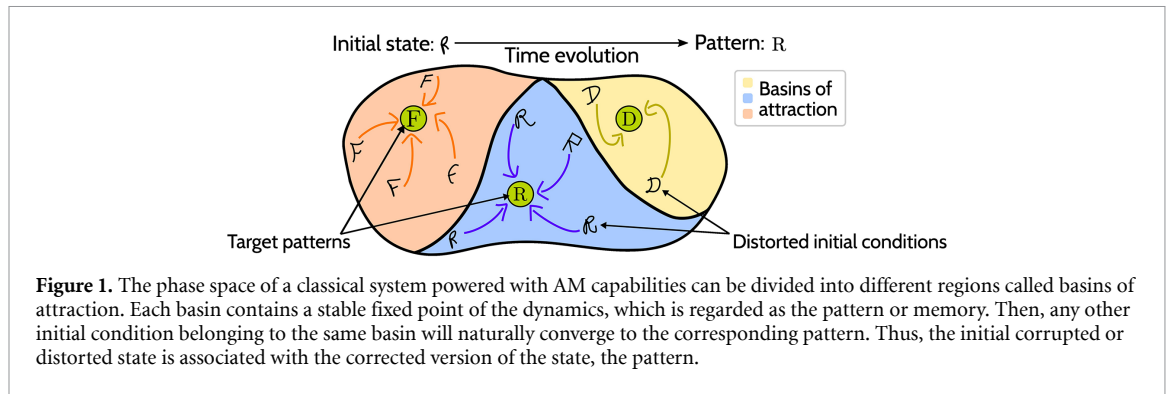 Initial state: R Pattern: R
Time evolution
Basins of
attraction
F
F
D
F
D
R
R
F
F
E
D
R
R
R
Target patterns
Distorted initial conditions
Figure 1. The phase space of a classical system powered with AM capabilities can be divided into different regions called basins of
attraction. Each basin contains a stable fixed point of the dynamics, which is regarded as the pattern or memory. Then, any other
initial condition belonging to the same basin will naturally converge to the corresponding pattern. Thus, the initial corrupted or
distorted state is associated with the corrected version of the state, the pattern.